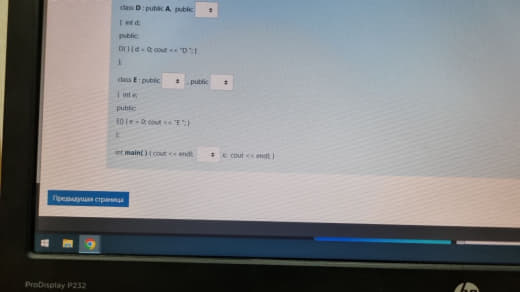 class D : public A, public
{ int d;
public:
D( ) { d = 0; cout << "D "; }
};
class E : public , public
{ int e;
public:
E() { e = 0; cout << "E "; }
};
int main( ) { cout << endl; c; cout << endl; }
Предыдущая страница
ProDisplay P232
hp